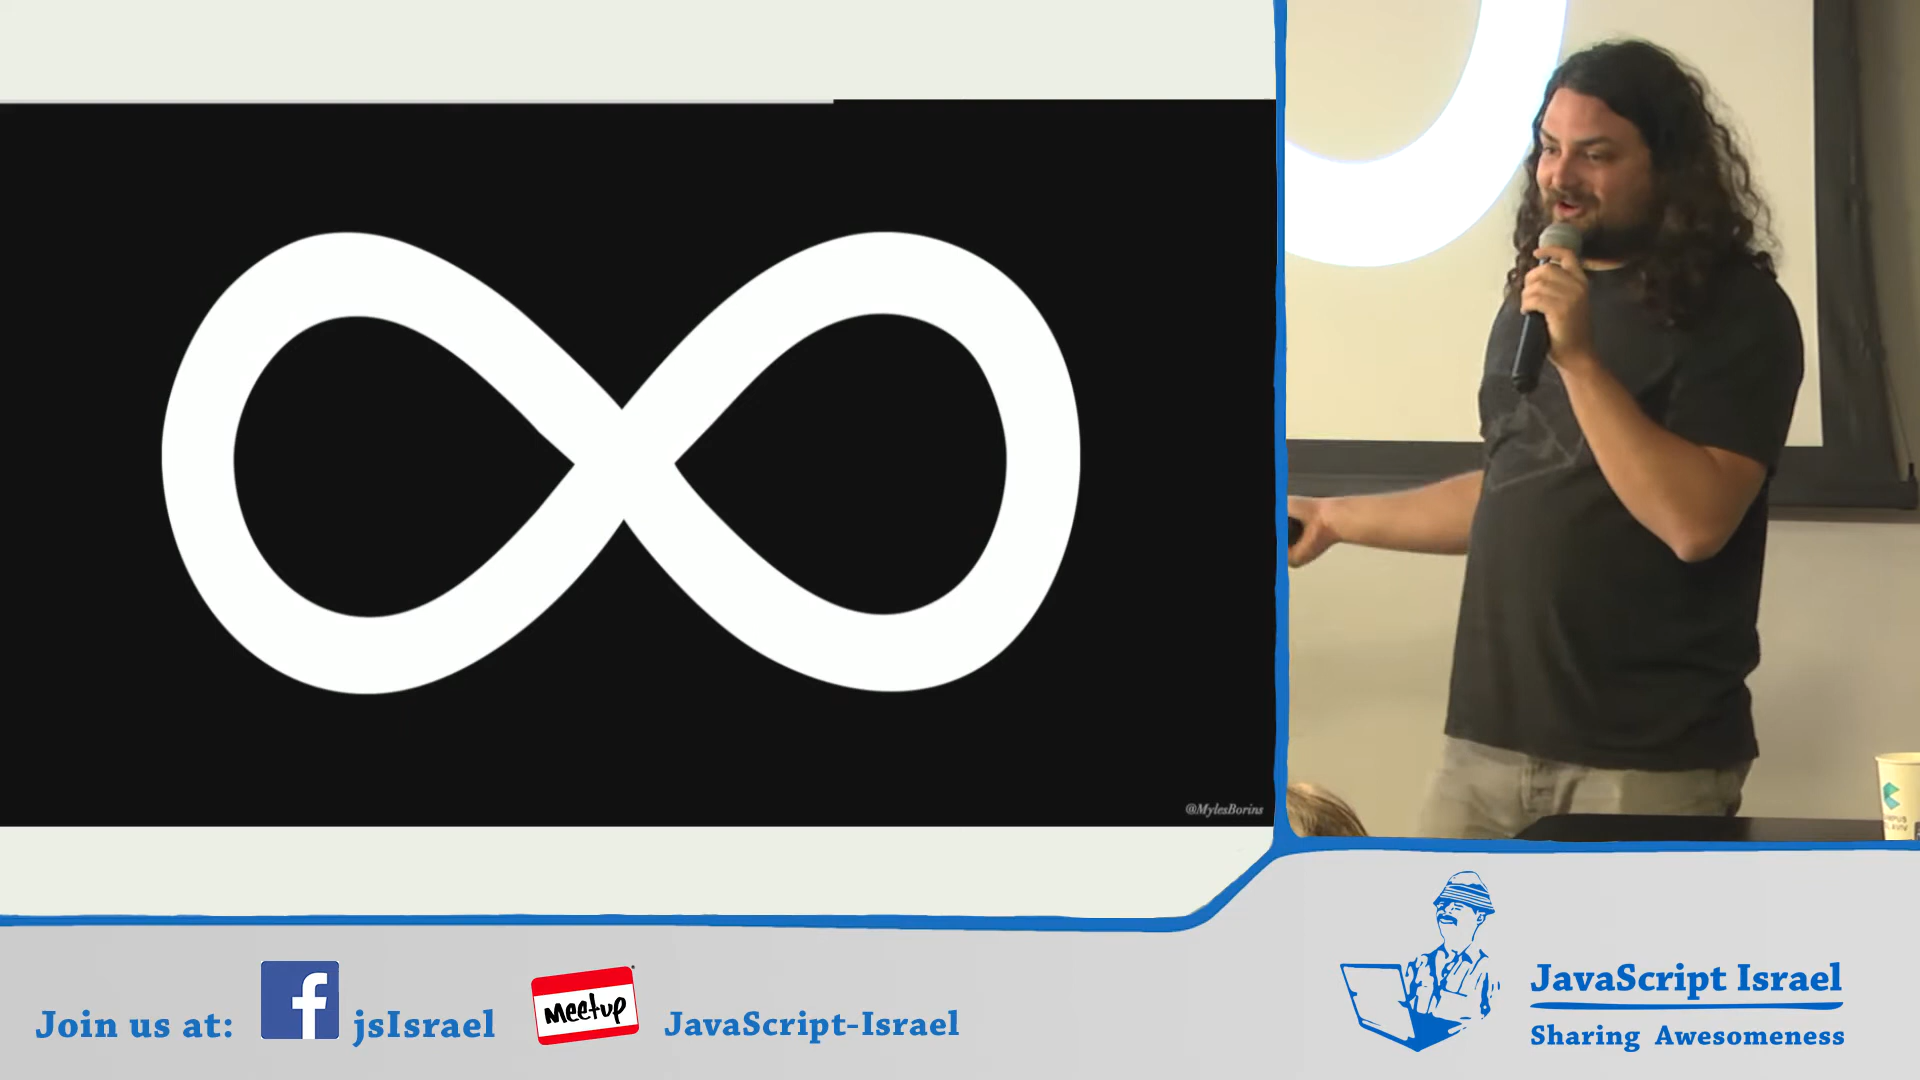 @MylesBorins
Join us at:
jsIsrael
meetup
JavaScript-Israel
JavaScript Israel
Sharing Awesomeness